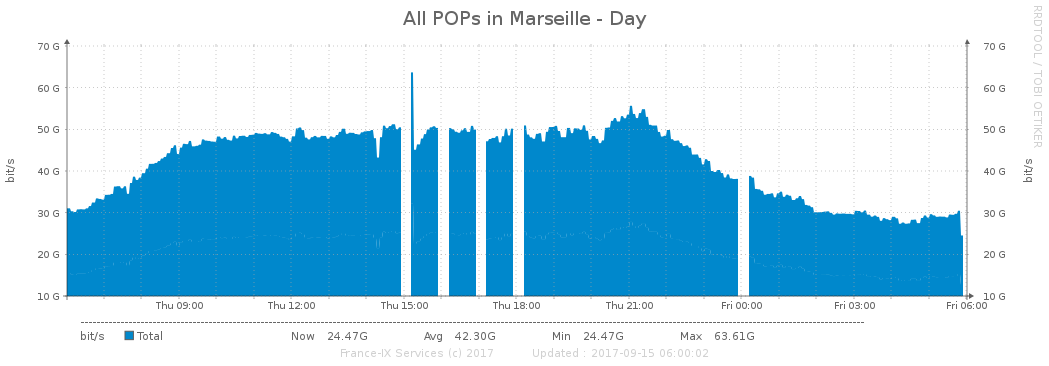 All POPs in Marseille - Day
RRDTOOL / TOBI OETIKER
70 G 70 G
60 G 60 G
50 G 50 G
40 G 40 G
30 G 30 G
20 G 20 G
10 G 10 G
bit/s bit/s
Thu 09:00 Thu 12:00 Thu 15:00 Thu 18:00 Thu 21:00 Fri 00:00 Fri 03:00 Fri 06:00
bit/s Total Now 24.47G Avg 42.30G Min 24.47G Max 63.61G
France-IX Services (c) 2017 Updated : 2017-09-15 06:00:02